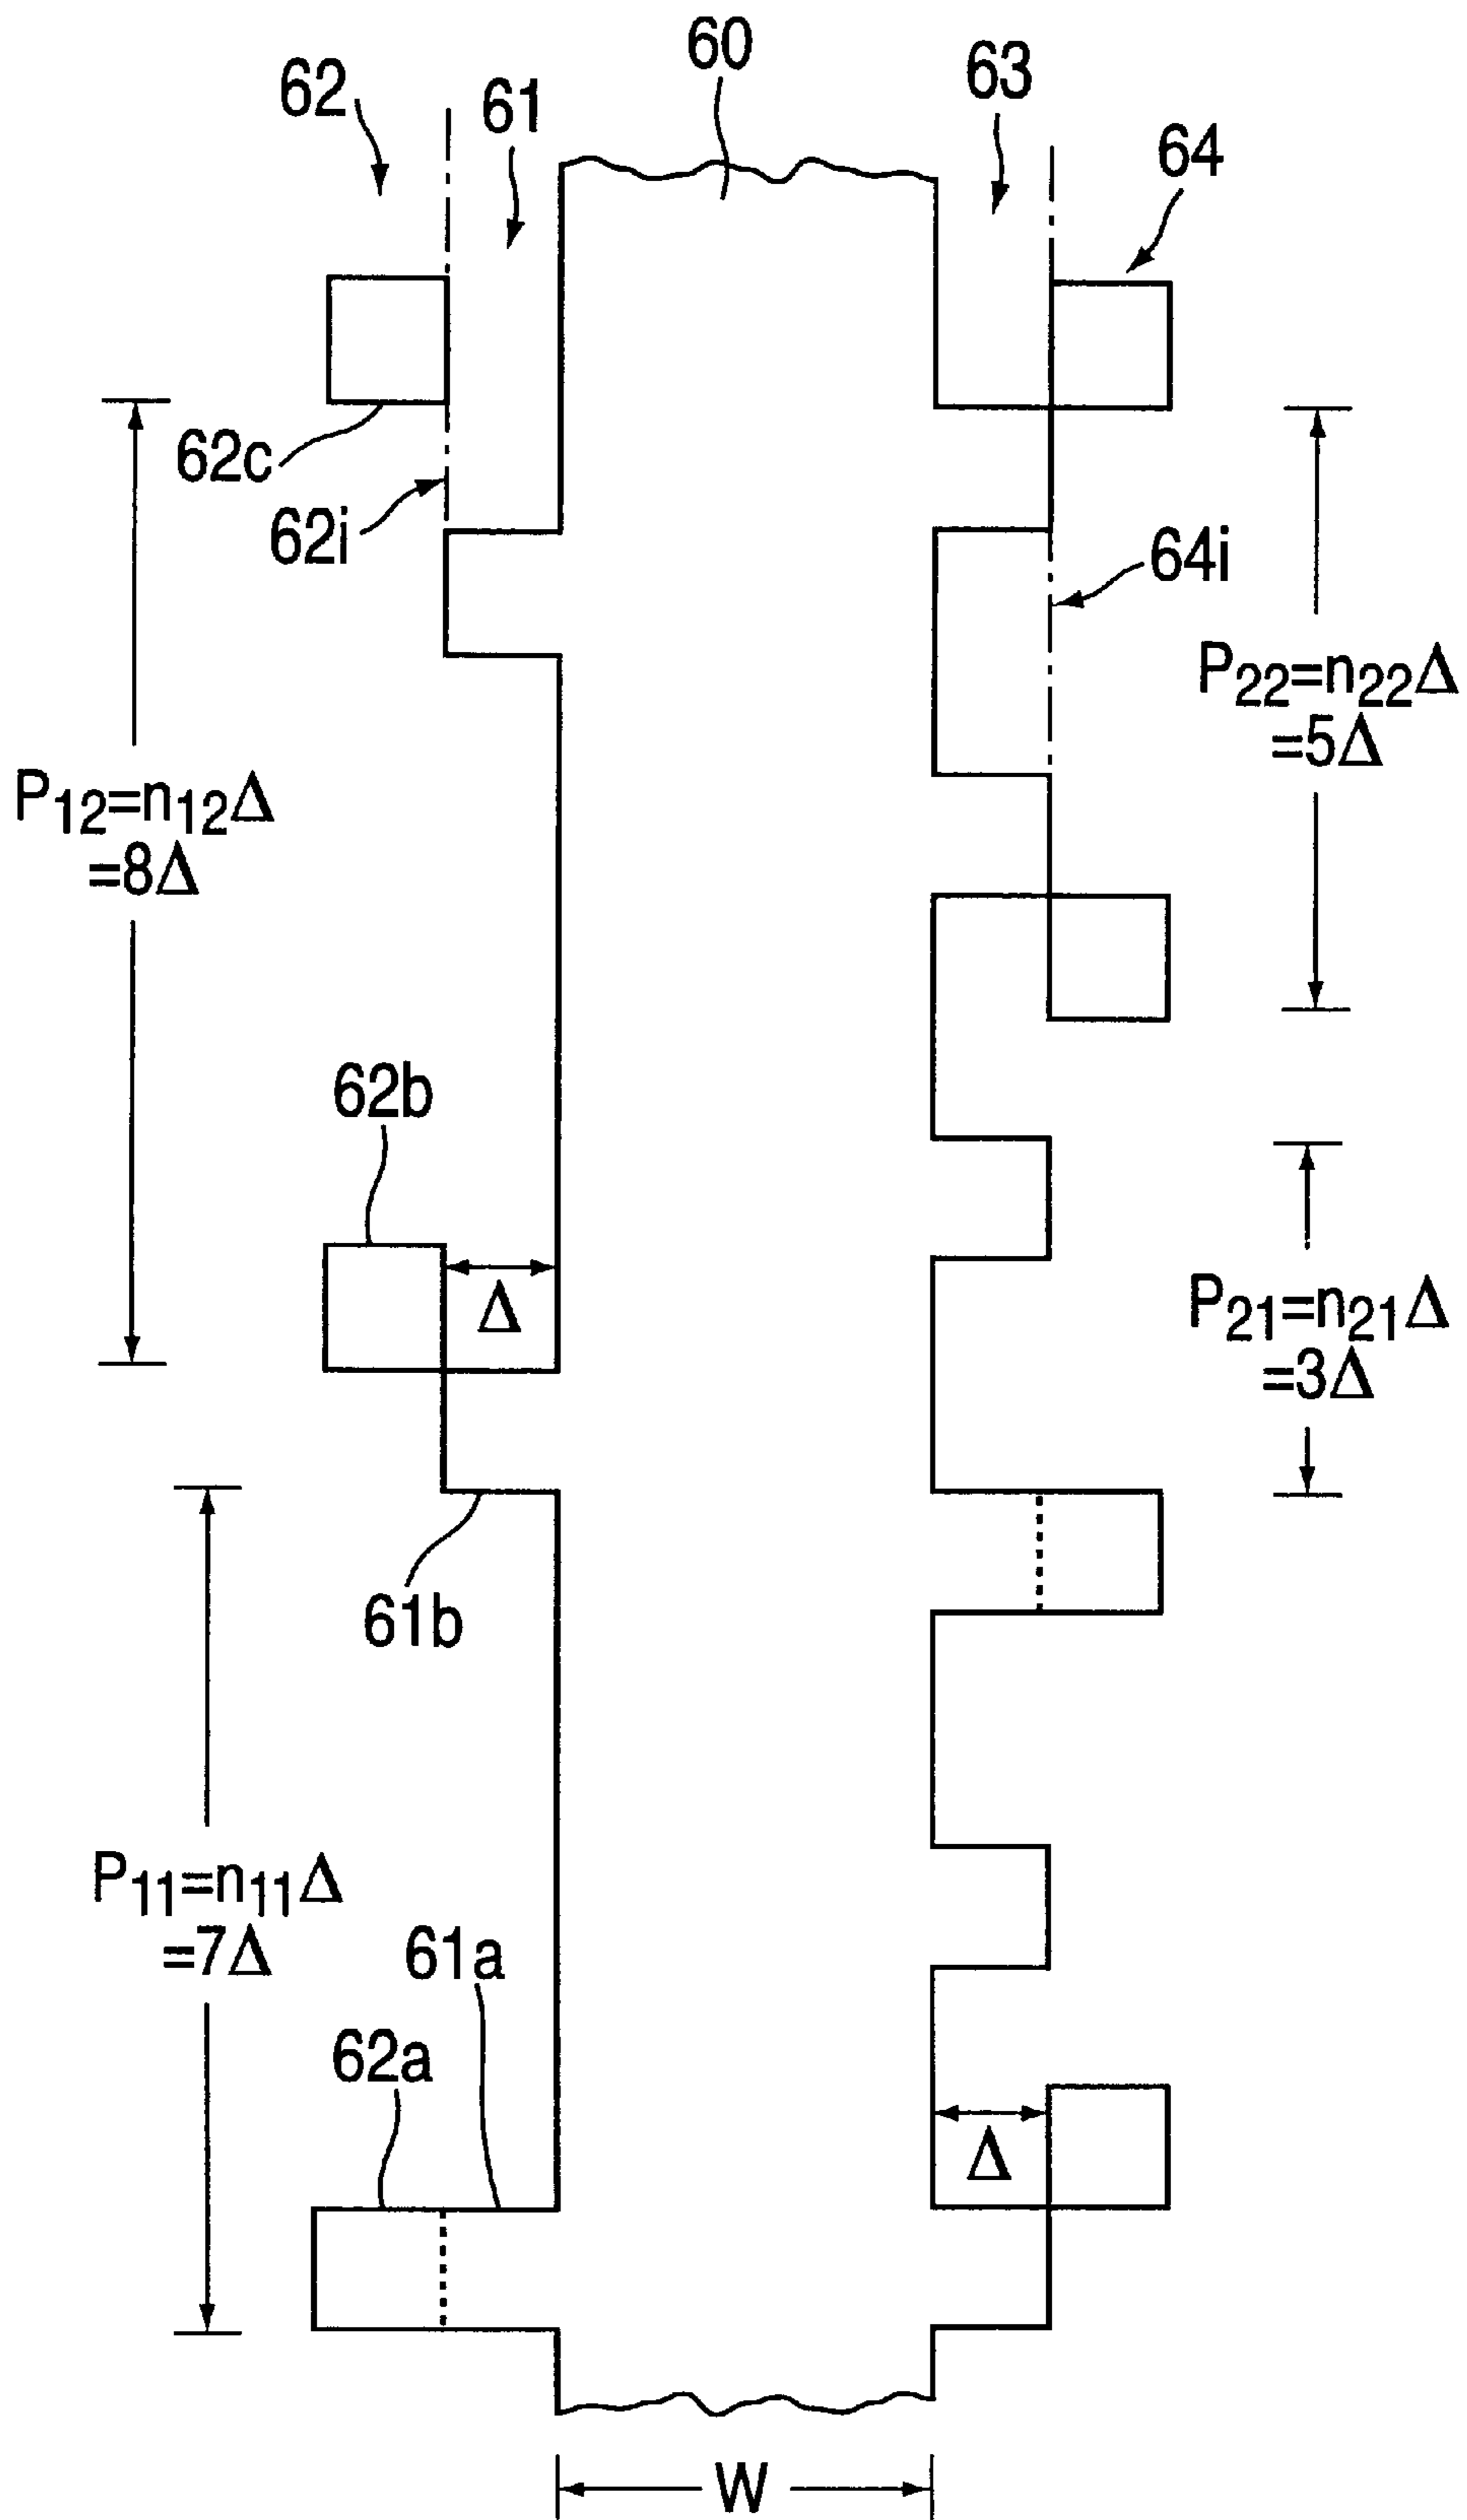 60
62
61
63
64
62c
62i
64i
P22=n22Δ
=5Δ
P12=n12Δ
=8Δ
62b
Δ
P21=n21Δ
=3Δ
61b
P11=n11Δ
=7Δ
61a
62a
Δ
W